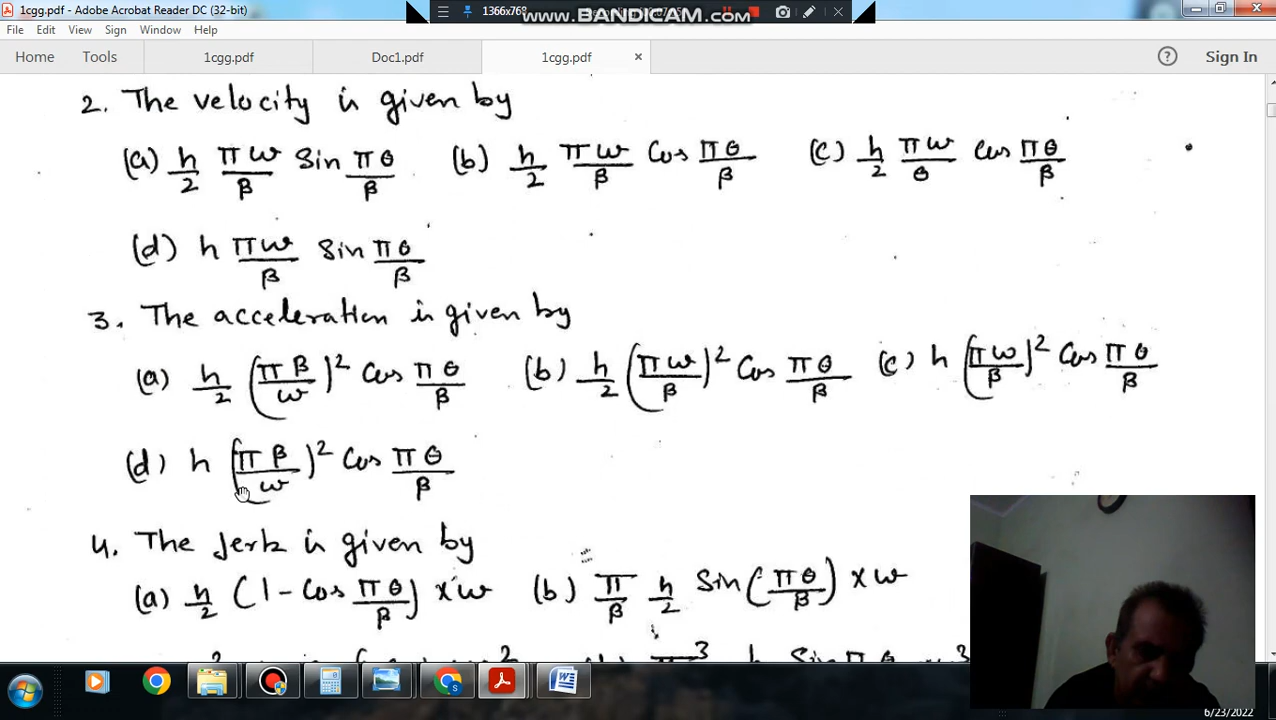 1cgg.pdf - Adobe Acrobat Reader DC (32-bit)
1366x768
www.BANDICAM.com
File Edit View Sign Window Help
Home Tools 1cgg.pdf Doc1.pdf 1cgg.pdf × ? Sign In
2. The velocity is given by
(a) h/2 πω/β Sin πθ/β (b) h/2 πω/β Cos πθ/β (c) h/2 πω/θ Cos πθ/β
(d) h πω/β Sin πθ/β
3. The acceleration is given by
(a) h/2 (πβ/ω)² Cos πθ/β (b) h/2 (πω/β)² Cos πθ/β (c) h (πω/β)² Cos πθ/β
(d) h (πβ/ω)² Cos πθ/β
4. The Jerk is given by
(a) h/2 (1 - Cos πθ/β) × ω (b) π/β h/2 Sin (πθ/β) × ω
6/23/2022